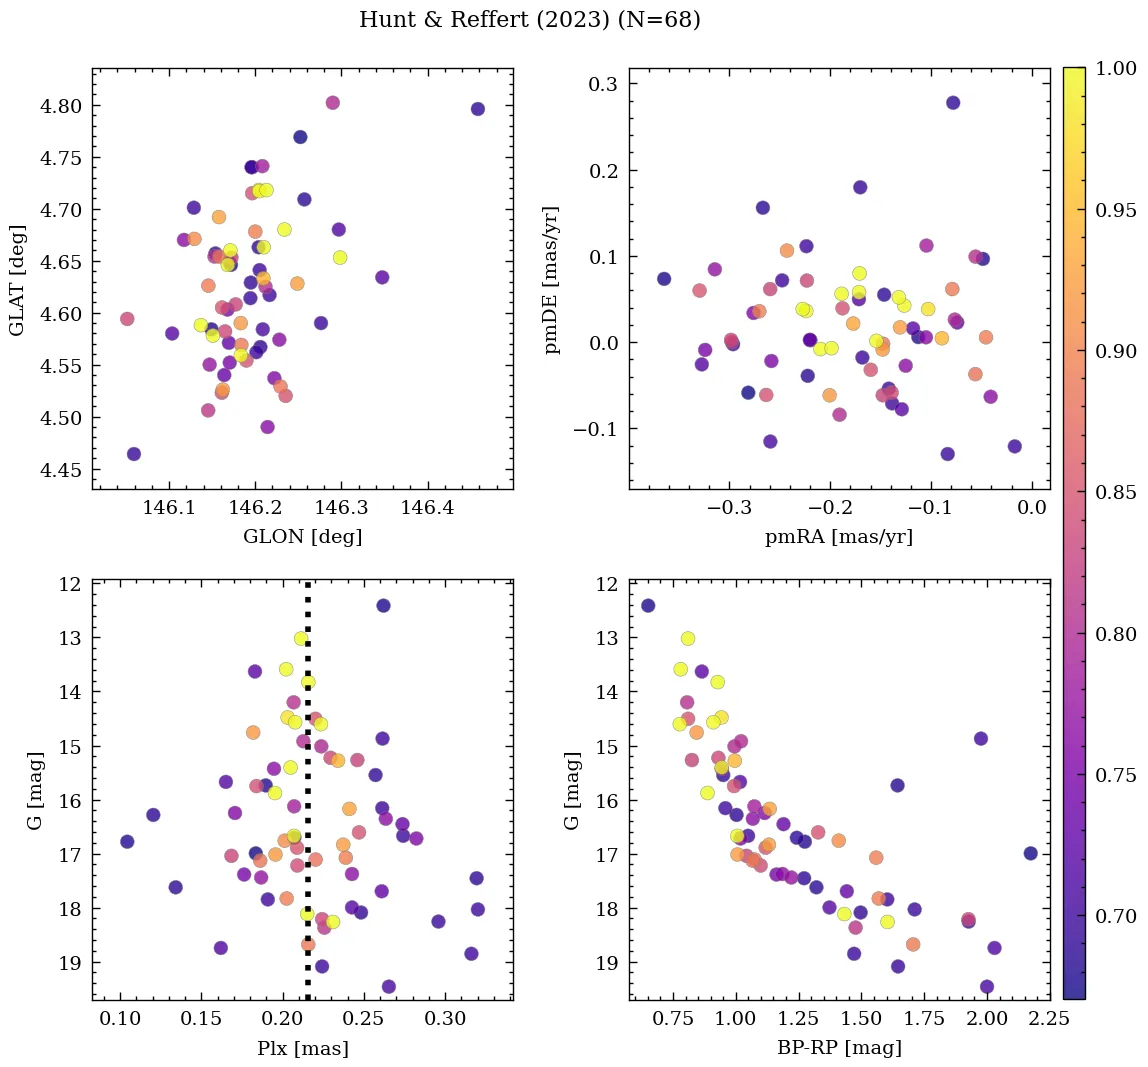 Hunt & Reffert (2023) (N=68)
4.80
4.75
4.70
4.65
4.60
4.55
4.50
4.45
GLAT [deg]
146.1 146.2 146.3 146.4
GLON [deg]
0.3
0.2
0.1
0.0
−0.1
pmDE [mas/yr]
−0.3 −0.2 −0.1 0.0
pmRA [mas/yr]
12
13
14
15
16
17
18
19
G [mag]
0.10 0.15 0.20 0.25 0.30
Plx [mas]
12
13
14
15
16
17
18
19
G [mag]
0.75 1.00 1.25 1.50 1.75 2.00 2.25
BP-RP [mag]
1.00
0.95
0.90
0.85
0.80
0.75
0.70